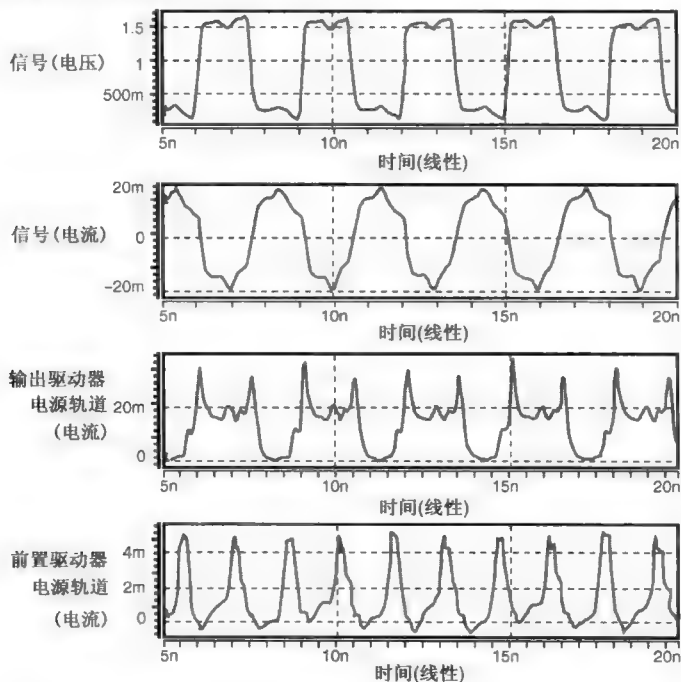 信号(电压)
1.5
1
500m
5n
10n
15n
20n
时间(线性)
信号(电流)
20m
0
-20m
5n
10n
15n
20n
时间(线性)
输出驱动器
电源轨道
(电流)
20m
0
5n
10n
15n
20n
时间(线性)
前置驱动器
电源轨道
(电流)
4m
2m
0
5n
10n
15n
20n
时间(线性)